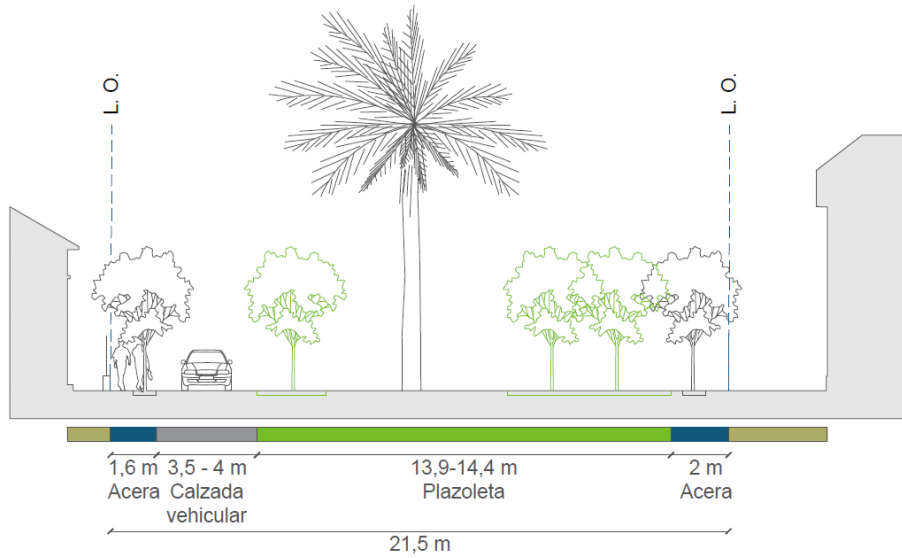 L. O.
L. O.
1,6 m
Acera
3,5 - 4 m
Calzada
vehicular
13,9-14,4 m
Plazoleta
2 m
Acera
21,5 m